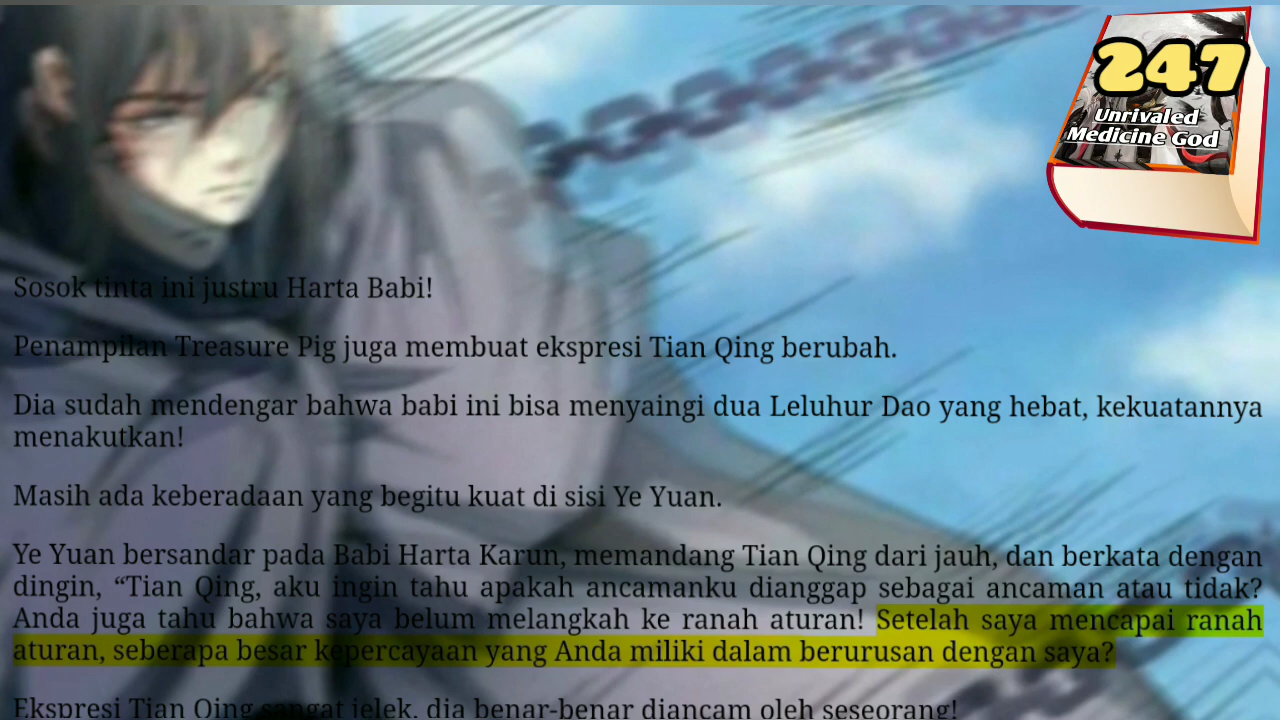 247
Unrivaled
Medicine God
Sosok tinta ini justru Harta Babi!
Penampilan Treasure Pig juga membuat ekspresi Tian Qing berubah.
Dia sudah mendengar bahwa babi ini bisa menyaingi dua Leluhur Dao yang hebat, kekuatannya
menakutkan!
Masih ada keberadaan yang begitu kuat di sisi Ye Yuan.
Ye Yuan bersandar pada Babi Harta Karun, memandang Tian Qing dari jauh, dan berkata dengan
dingin, “Tian Qing, aku ingin tahu apakah ancamanku dianggap sebagai ancaman atau tidak?
Anda juga tahu bahwa saya belum melangkah ke ranah aturan! Setelah saya mencapai ranah
aturan, seberapa besar kepercayaan yang Anda miliki dalam berurusan dengan saya?
Ekspresi Tian Qing sangat jelek, dia benar-benar diancam oleh seseorang!